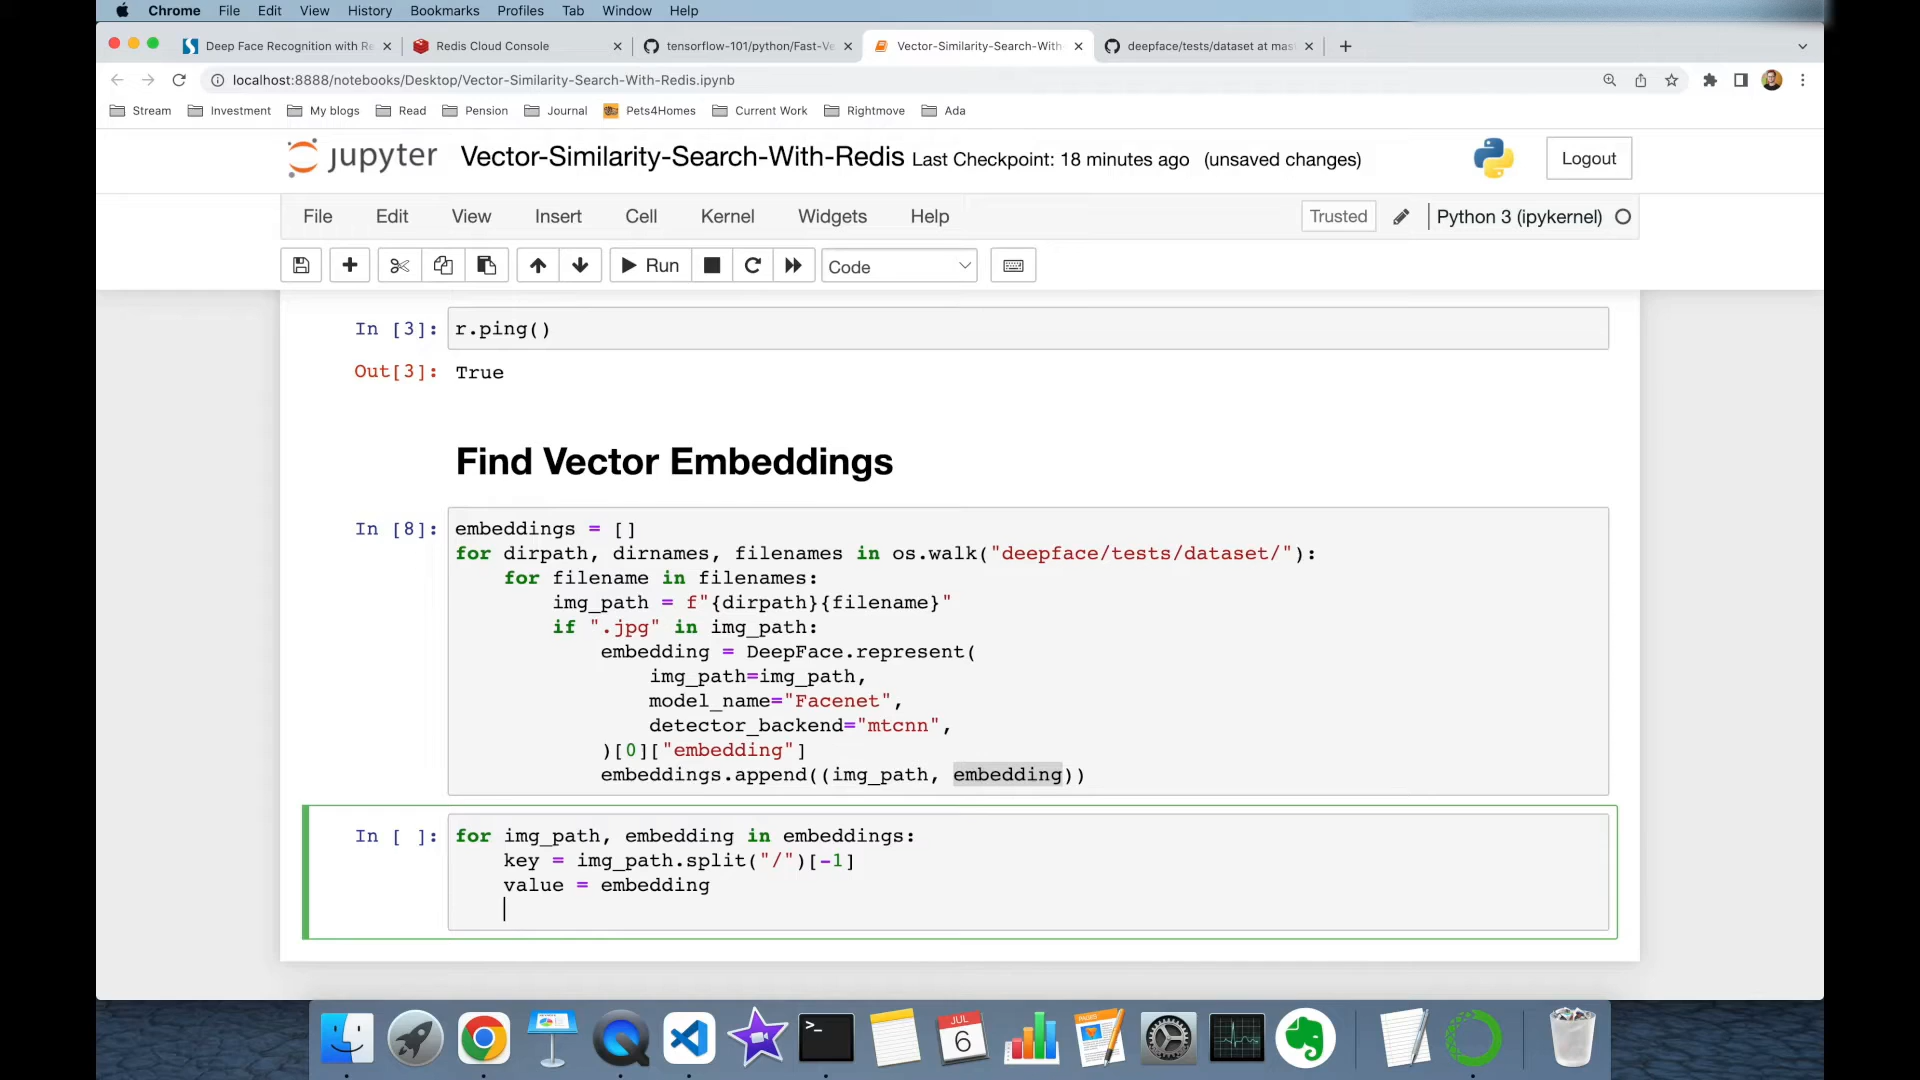 Chrome File Edit View History Bookmarks Profiles Tab Window Help
Deep Face Recognition with Re
Redis Cloud Console
tensorflow-101/python/Fast-Ve
Vector-Similarity-Search-With-
deepface/tests/dataset at mas
localhost:8888/notebooks/Desktop/Vector-Similarity-Search-With-Redis.ipynb
Stream Investment My blogs Read Pension Journal Pets4Homes Current Work Rightmove Ada
jupyter Vector-Similarity-Search-With-Redis Last Checkpoint: 18 minutes ago (unsaved changes) Logout
File Edit View Insert Cell Kernel Widgets Help Trusted Python 3 (ipykernel)
Run Code
In [3]: r.ping()
Out[3]: True
Find Vector Embeddings
In [8]: embeddings = []
for dirpath, dirnames, filenames in os.walk("deepface/tests/dataset/"):
for filename in filenames:
img_path = f"{dirpath}{filename}"
if ".jpg" in img_path:
embedding = DeepFace.represent(
img_path=img_path,
model_name="Facenet",
detector_backend="mtcnn",
)[0]["embedding"]
embeddings.append((img_path, embedding))
In [ ]: for img_path, embedding in embeddings:
key = img_path.split("/")[-1]
value = embedding
JUL
6